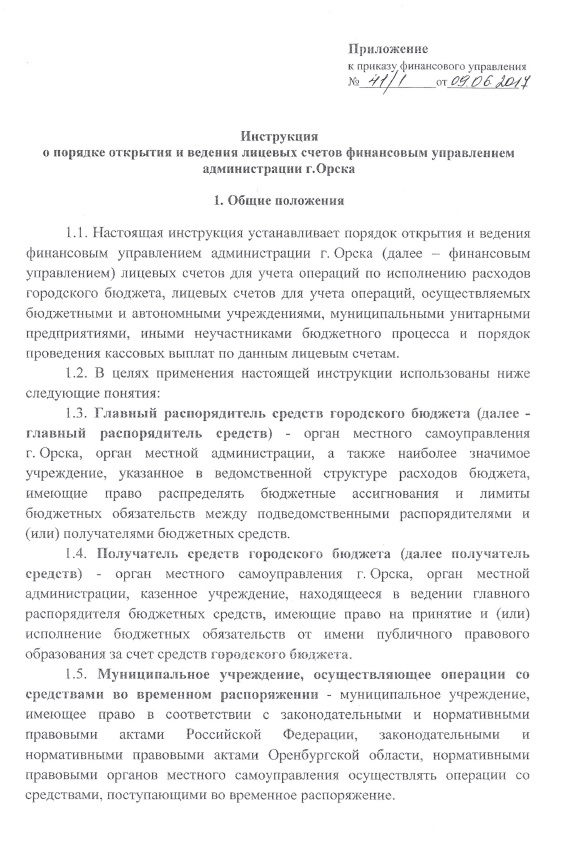 Приложение
к приказу финансового управления
№ 41/1 от 09.06.2017
Инструкция
о порядке открытия и ведения лицевых счетов финансовым управлением
администрации г.Орска
1. Общие положения
1.1. Настоящая инструкция устанавливает порядок открытия и ведения
финансовым управлением администрации г. Орска (далее – финансовым
управлением) лицевых счетов для учета операций по исполнению расходов
городского бюджета, лицевых счетов для учета операций, осуществляемых
бюджетными и автономными учреждениями, муниципальными унитарными
предприятиями, иными неучастниками бюджетного процесса и порядок
проведения кассовых выплат по данным лицевым счетам.
1.2. В целях применения настоящей инструкции использованы ниже
следующие понятия:
1.3. Главный распорядитель средств городского бюджета (далее -
главный распорядитель средств) - орган местного самоуправления
г. Орска, орган местной администрации, а также наиболее значимое
учреждение, указанное в ведомственной структуре расходов бюджета,
имеющие право распределять бюджетные ассигнования и лимиты
бюджетных обязательств между подведомственными распорядителями и
(или) получателями бюджетных средств.
1.4. Получатель средств городского бюджета (далее получатель
средств) - орган местного самоуправления г. Орска, орган местной
администрации, казенное учреждение, находящееся в ведении главного
распорядителя бюджетных средств, имеющие право на принятие и (или)
исполнение бюджетных обязательств от имени публичного правового
образования за счет средств городского бюджета.
1.5. Муниципальное учреждение, осуществляющее операции со
средствами во временном распоряжении - муниципальное учреждение,
имеющее право в соответствии с законодательными и нормативными
правовыми актами Российской Федерации, законодательными и
нормативными правовыми актами Оренбургской области, нормативными
правовыми органов местного самоуправления осуществлять операции со
средствами, поступающими во временное распоряжение.